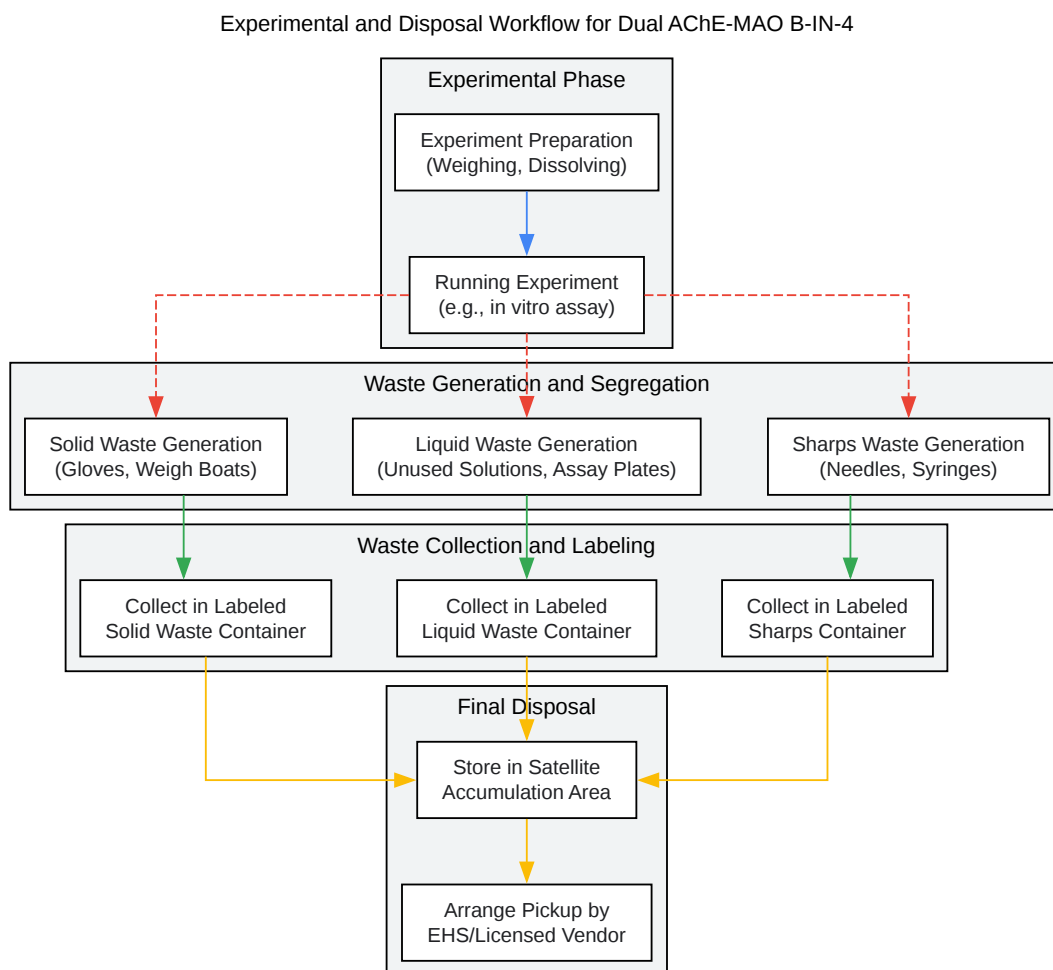 Experimental and Disposal Workflow for Dual AChE-MAO B-IN-4
Experimental Phase
Experiment Preparation
(Weighing, Dissolving)
Running Experiment
(e.g., in vitro assay)
Waste Generation and Segregation
Solid Waste Generation
(Gloves, Weigh Boats)
Liquid Waste Generation
(Unused Solutions, Assay Plates)
Sharps Waste Generation
(Needles, Syringes)
Waste Collection and Labeling
Collect in Labeled
Solid Waste Container
Collect in Labeled
Liquid Waste Container
Collect in Labeled
Sharps Container
Final Disposal
Store in Satellite
Accumulation Area
Arrange Pickup by
EHS/Licensed Vendor